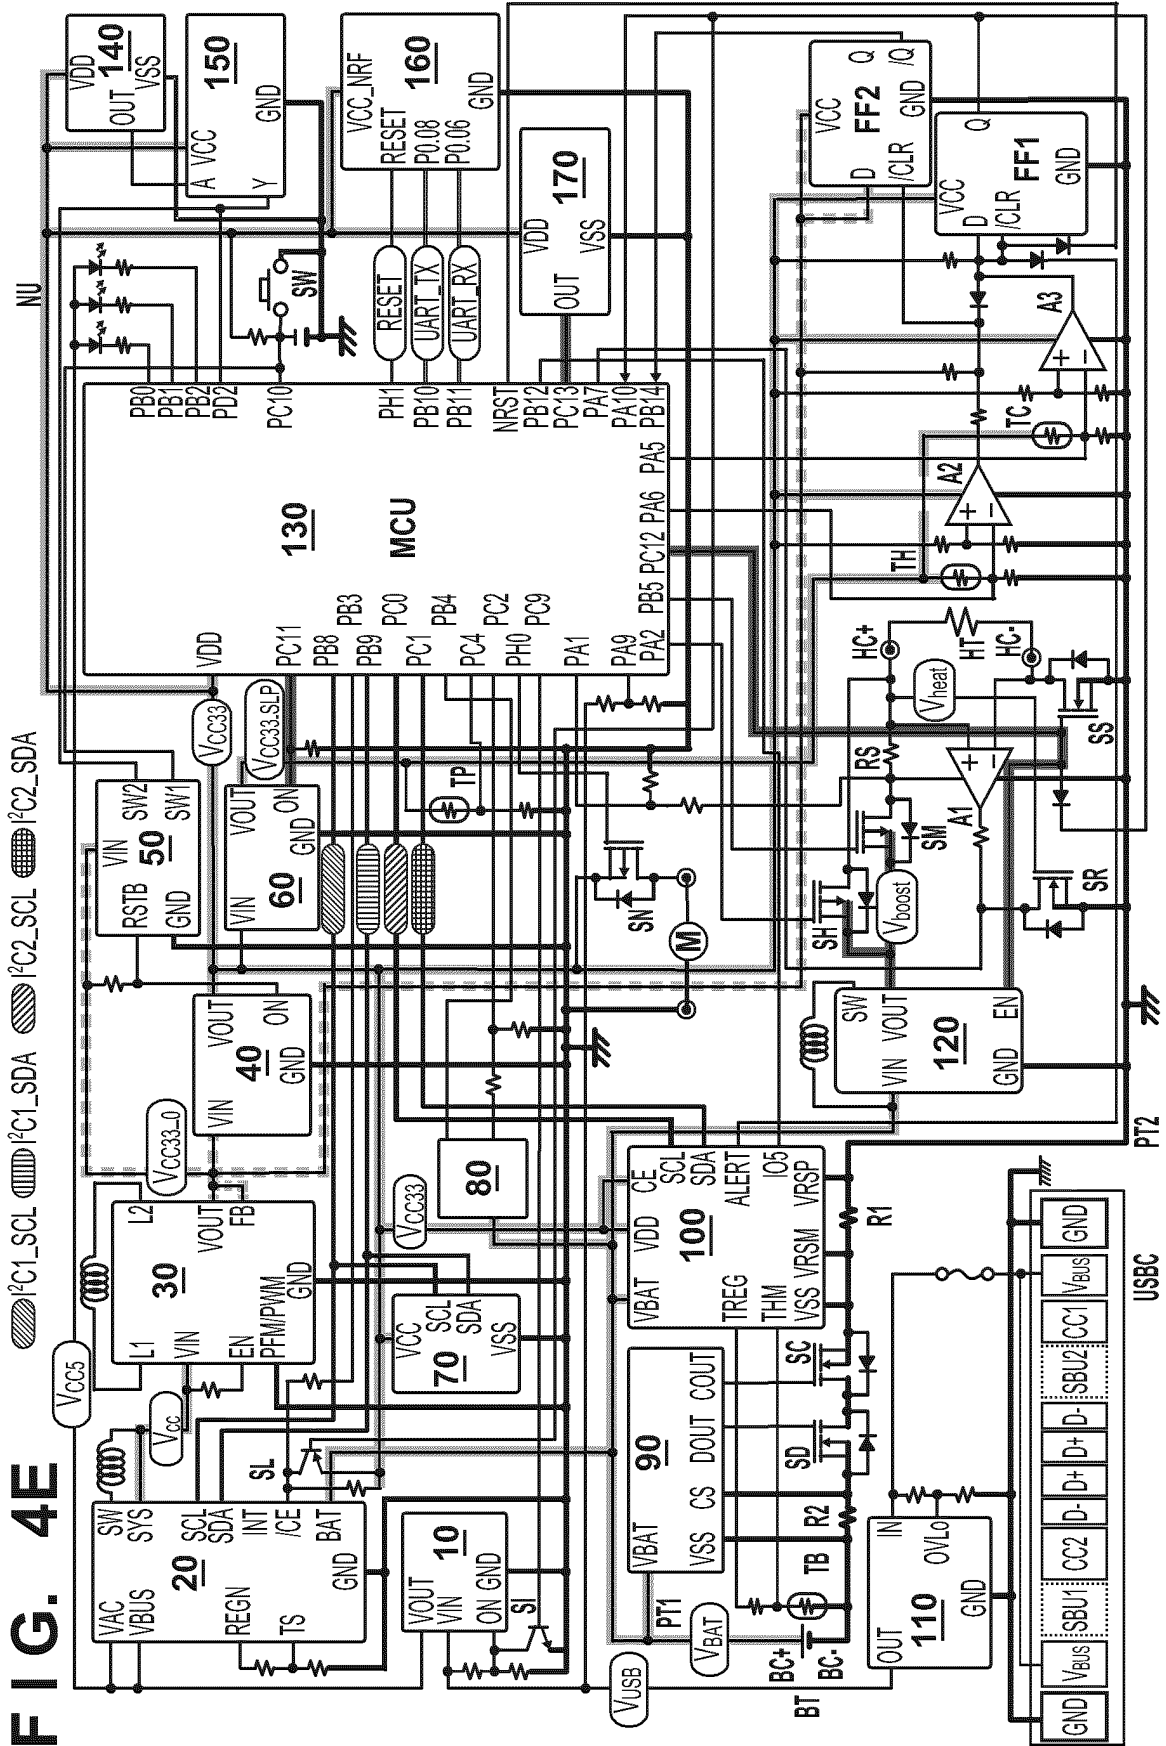 FIG. 4E
I²C1_SCL I²C1_SDA I²C2_SCL I²C2_SDA
NU
140
VDD
OUT
VSS
150
A
VCC
Y
GND
160
VCC_NRF
RESET
P0.08
P0.06
GND
170
VDD
VSS
OUT
SW
RESET
UART_TX
UART_RX
130
MCU
PB0
PB1
PB2
PD2
PC10
PH1
PB10
PB11
NRST
PB12
PC13
PA7
PA10
PB14
PA5
PA6
PC12
PB5
PA2
VDD
PC11
PB8
PB3
PB9
PC0
PC1
PB4
PC4
PC2
PH0
PC9
PA1
PA9
FF2
VCC
D
/CLR
Q
/Q
GND
FF1
VCC
D
/CLR
Q
GND
A3
+
-
TC
A2
+
-
TH
HC+
HT
HC-
Vheat
RS
A1
+
-
SS
SM
SH
Vboost
SR
120
SW
VOUT
VIN
EN
GND
50
VIN
SW2
SW1
RSTB
GND
VCC33
VCC33_SLP
60
VOUT
ON
GND
VIN
TP
SN
M
40
VOUT
ON
VIN
GND
VCC33_0
30
L2
VOUT
FB
L1
VIN
EN
PFM/PWM
GND
VCC5
VCC
20
SW
SYS
SCL
SDA
INT
/CE
BAT
GND
VAC
VBUS
REGN
TS
SL
10
VOUT
VIN
ON
GND
SI
70
VCC
SCL
SDA
VSS
80
VCC33
100
CE
SCL
SDA
ALERT
IO5
VRSP
VDD
VBAT
TREG
THM
VSS
VRSM
R1
PT2
90
VBAT
VSS
CS
DOUT
COUT
SC
SD
R2
TB
PT1
VBAT
BC+
BC-
BT
VUSB
110
IN
OVLo
OUT
GND
USBC
GND
VBUS
SBU1
CC2
D-
D+
D+
D-
SBU2
CC1
VBUS
GND